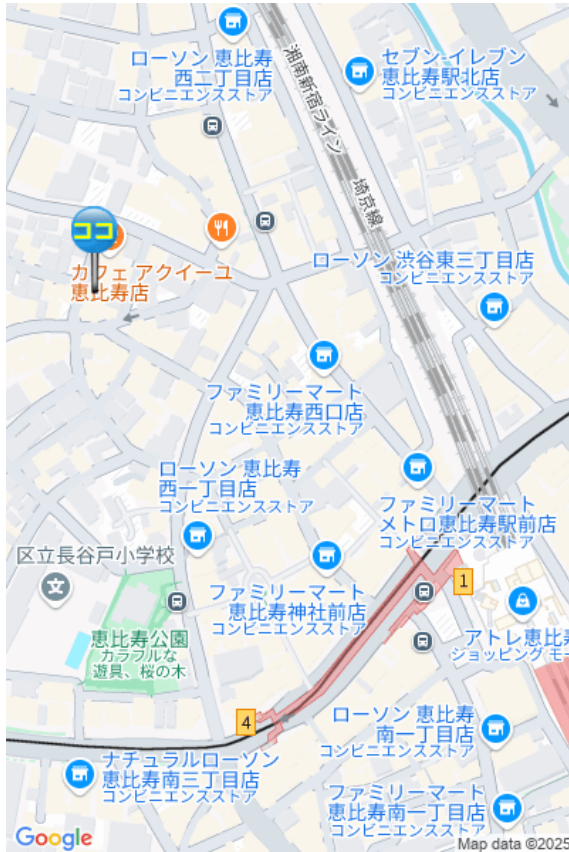 ローソン 恵比寿
西二丁目店
コンビニエンスストア
湘南新宿ライン
埼京線
セブン-イレブン
恵比寿駅北店
コンビニエンスストア
ココ
カフェ アクイーユ
恵比寿店
ローソン 渋谷東三丁目店
コンビニエンスストア
ファミリーマート
恵比寿西口店
コンビニエンスストア
ローソン 恵比寿
西一丁目店
コンビニエンスストア
ファミリーマート
メトロ恵比寿駅前店
コンビニエンスストア
区立長谷戸小学校
文
1
ファミリーマート
恵比寿神社前店
コンビニエンスストア
恵比寿公園
カラフルな
遊具、桜の木
アトレ恵比寿
ショッピング モー
4
ローソン 恵比寿
南一丁目店
コンビニエンスストア
ナチュラルローソン
恵比寿南三丁目店
コンビニエンスストア
ファミリーマート
恵比寿南一丁目店
コンビニエンスストア
Google
Map data ©2025